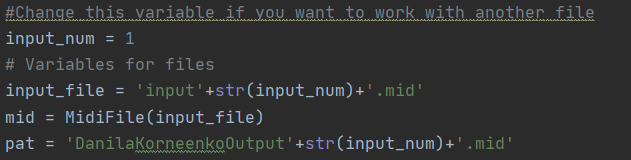 #Change this variable if you want to work with another file
input_num = 1
# Variables for files
input_file = 'input'+str(input_num)+'.mid'
mid = MidiFile(input_file)
pat = 'DanilaKorneenkoOutput'+str(input_num)+'.mid'